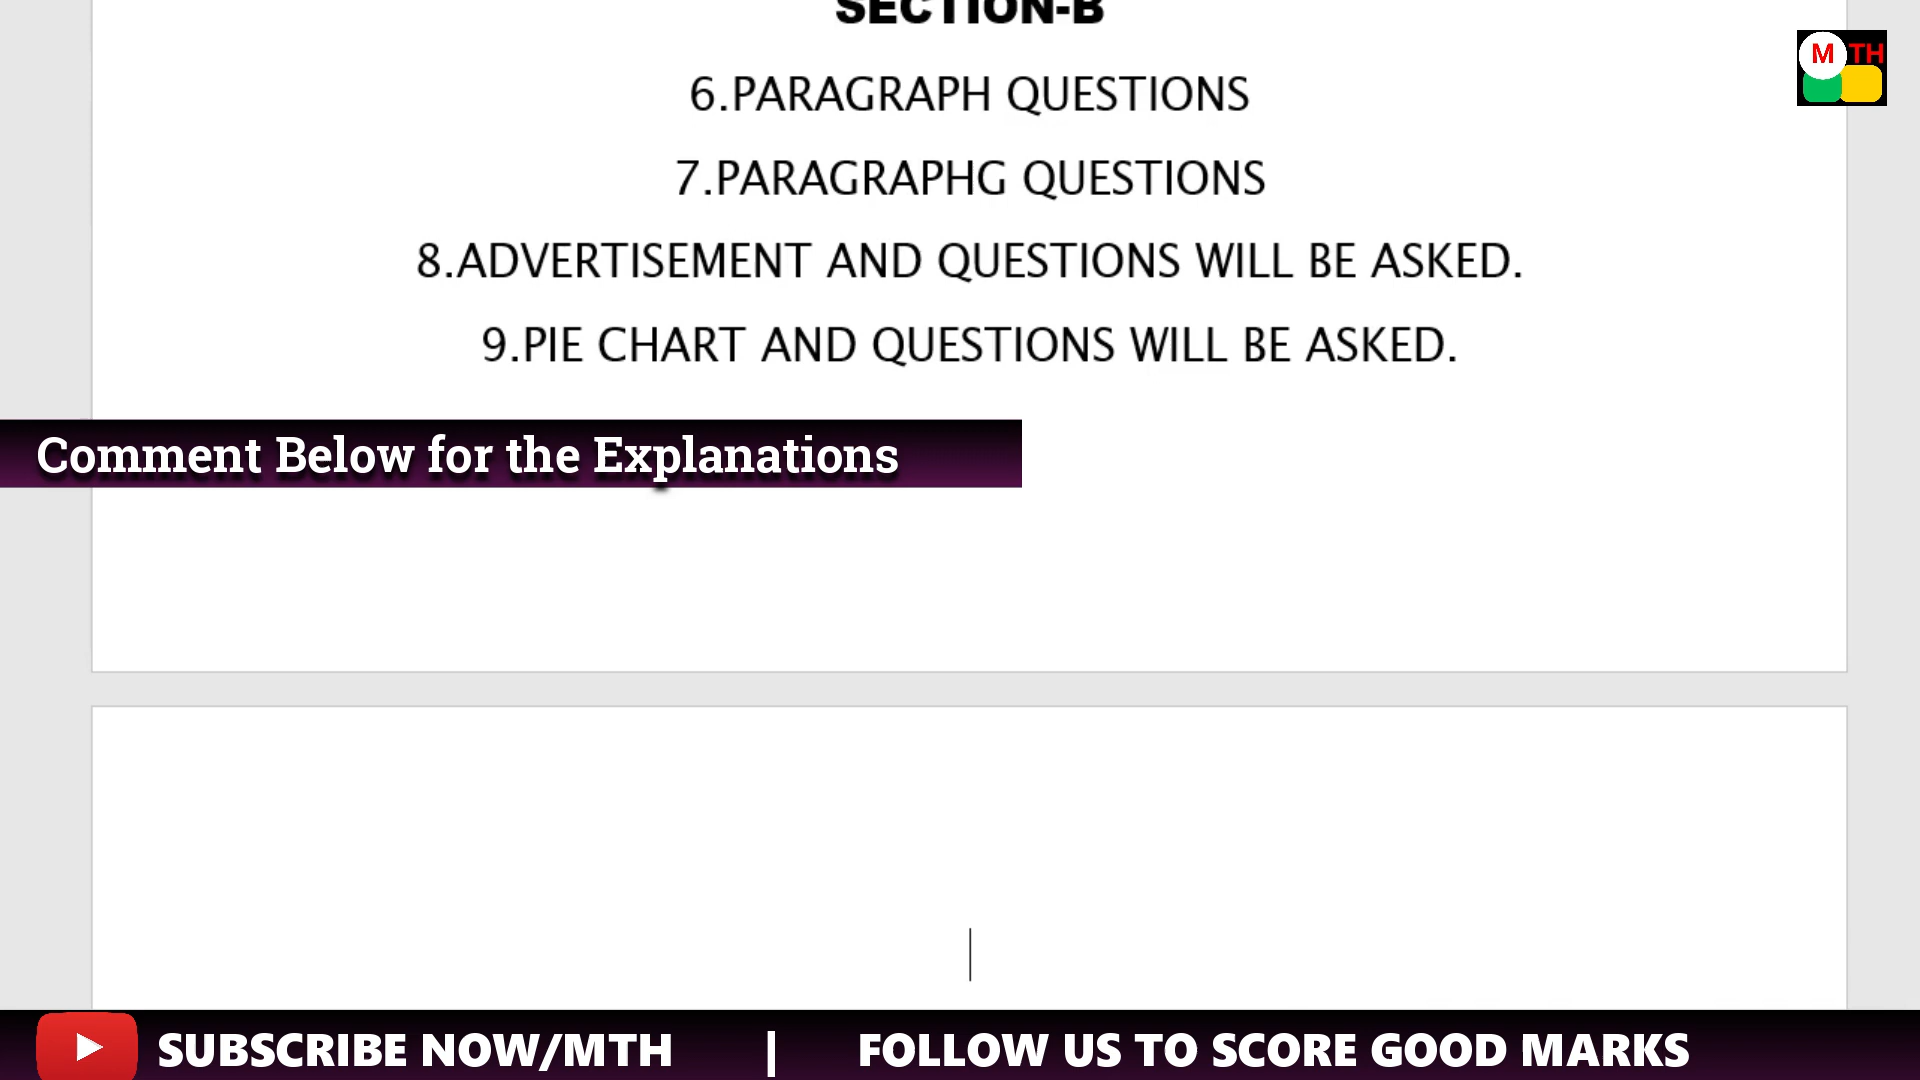 SECTION-B
M TH
6.PARAGRAPH QUESTIONS
7.PARAGRAPHG QUESTIONS
8.ADVERTISEMENT AND QUESTIONS WILL BE ASKED.
9.PIE CHART AND QUESTIONS WILL BE ASKED.
Comment Below for the Explanations
SUBSCRIBE NOW/MTH | FOLLOW US TO SCORE GOOD MARKS